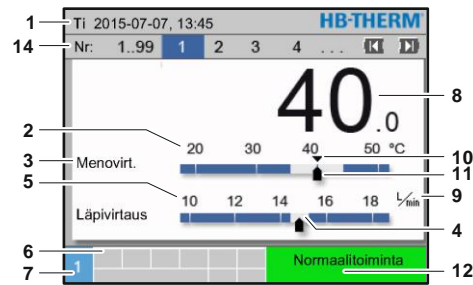 1 Ti 2015-07-07, 13:45 HB-THERM
14 Nr: 1..99 1 2 3 4 ...
40.0 8
2 20 30 40 50 °C 10
3 Menovirt. 11
5 10 12 14 16 18 L/min 9
Läpivirtaus 4
6 Normaalitoiminta
7 1 12